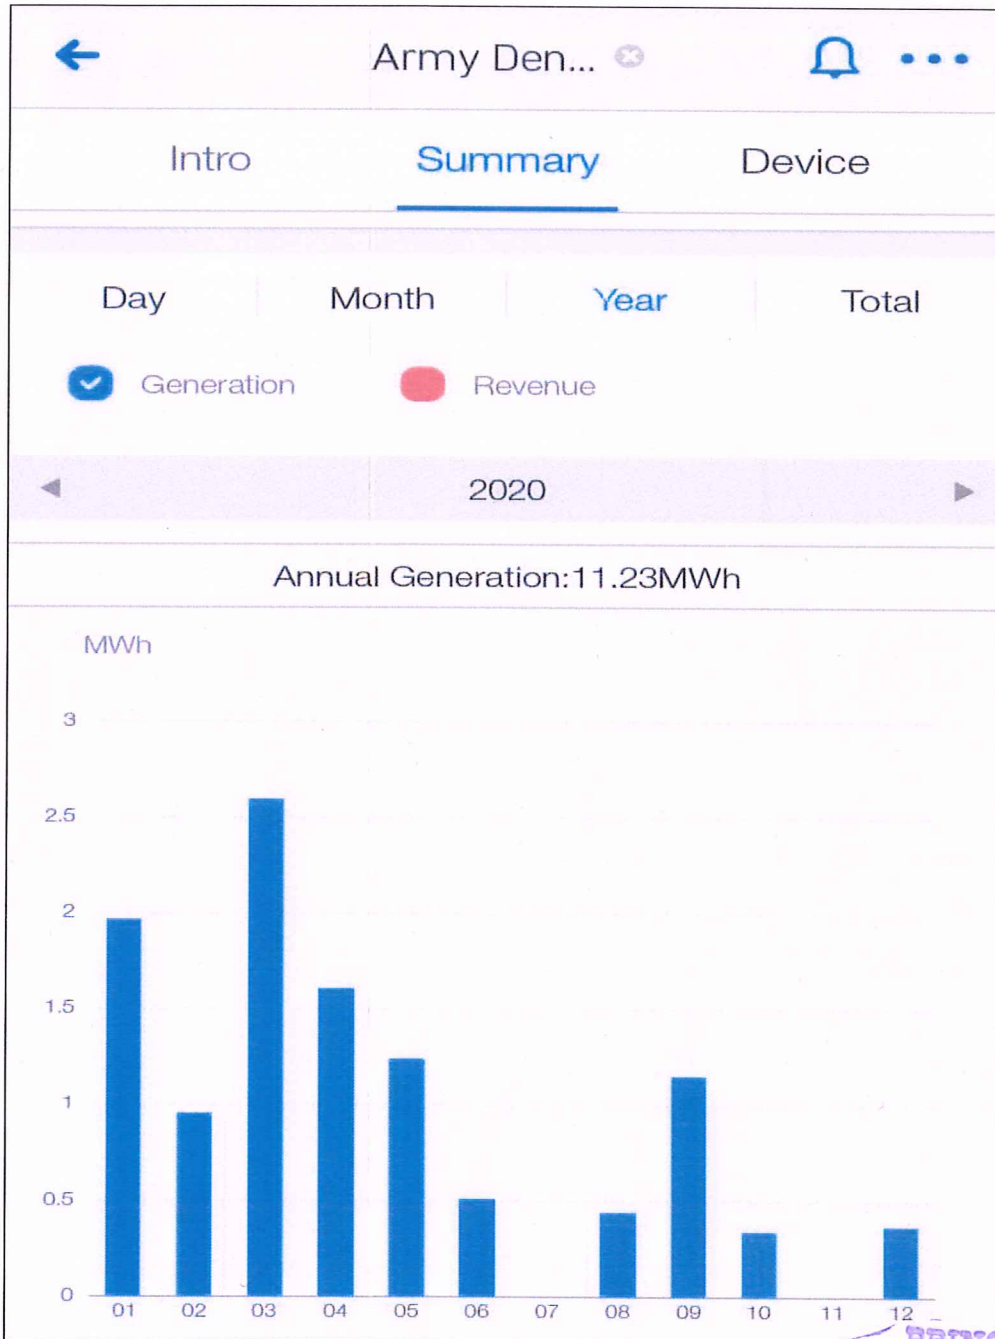 Army Den...
Intro Summary Device
Day Month Year Total
Generation Revenue
2020
Annual Generation:11.23MWh
MWh
3
2.5
2
1.5
1
0.5
0
01 02 03 04 05 06 07 08 09 10 11 12